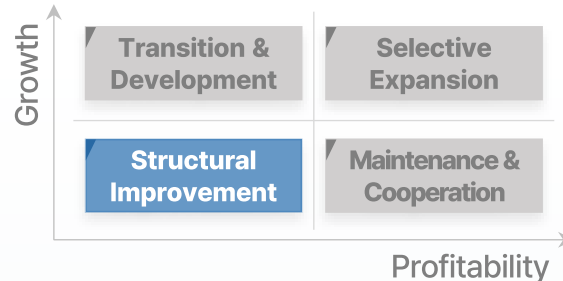 Growth
Transition &
Development
Selective
Expansion
Structural
Improvement
Maintenance &
Cooperation
Profitability